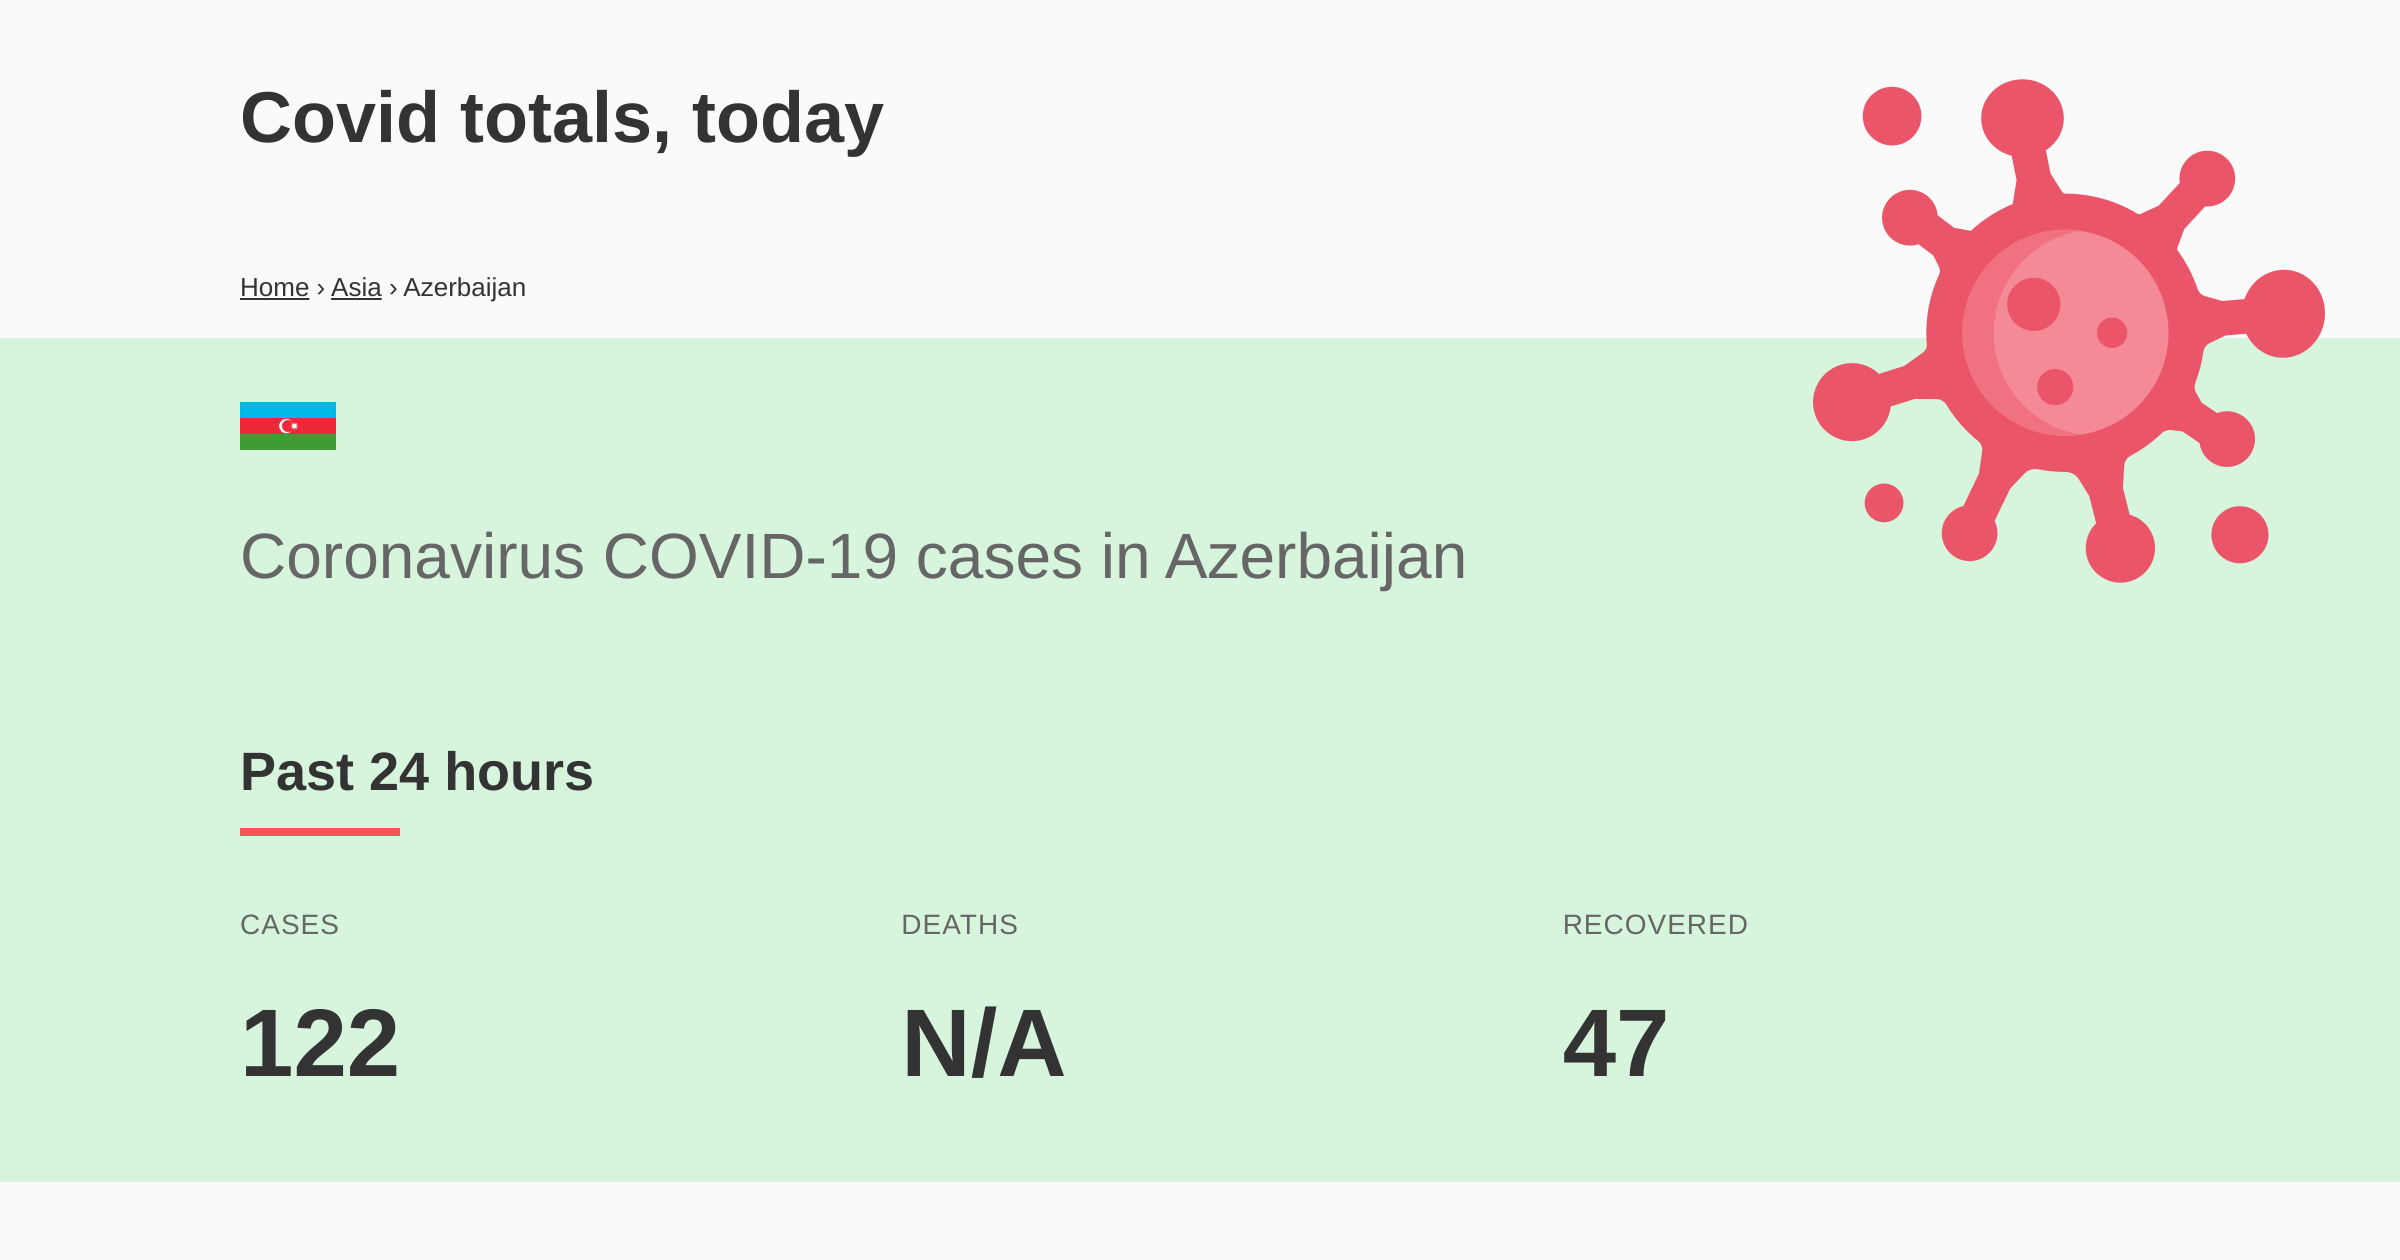 Covid totals, today
Home › Asia › Azerbaijan
Coronavirus COVID-19 cases in Azerbaijan
Past 24 hours
CASES
DEATHS
RECOVERED
122
N/A
47